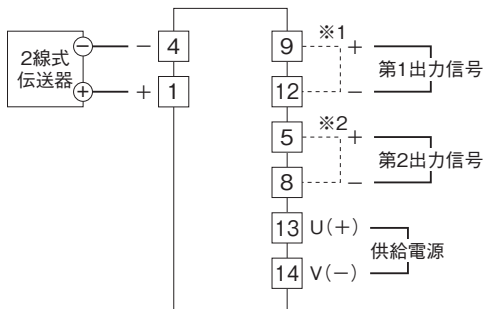 2線式
伝送器
− − 4
+ + 1
9 ※1 +
第1出力信号
12 −
5 ※2 +
第2出力信号
8 −
13 U(+)
供給電源
14 V(−)